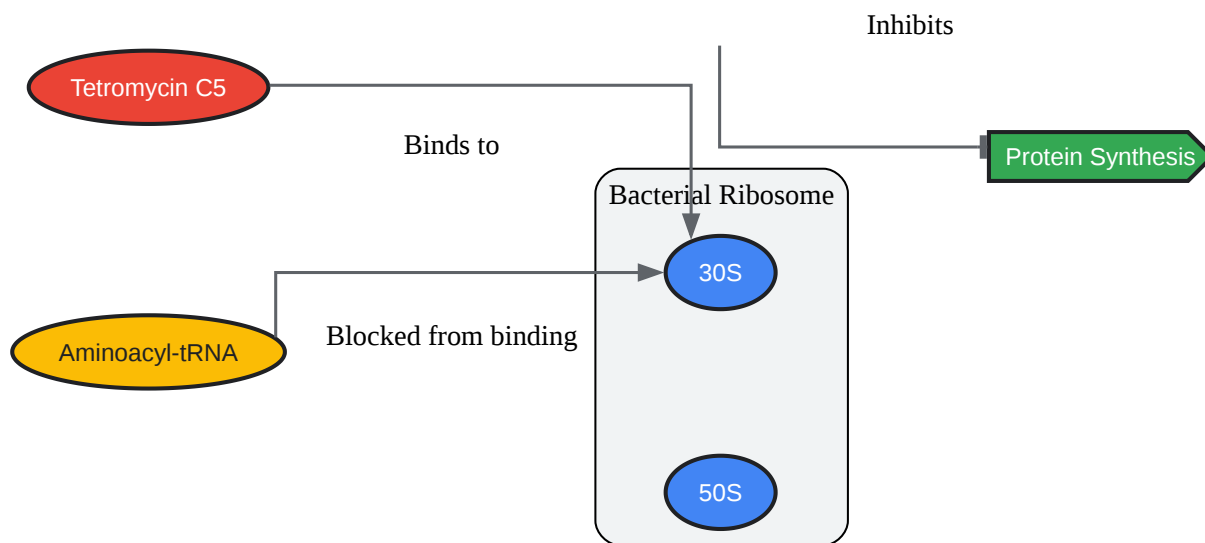 Inhibits
Tetromycin C5
Binds to
Protein Synthesis
Bacterial Ribosome
30S
Blocked from binding
Aminoacyl-tRNA
50S